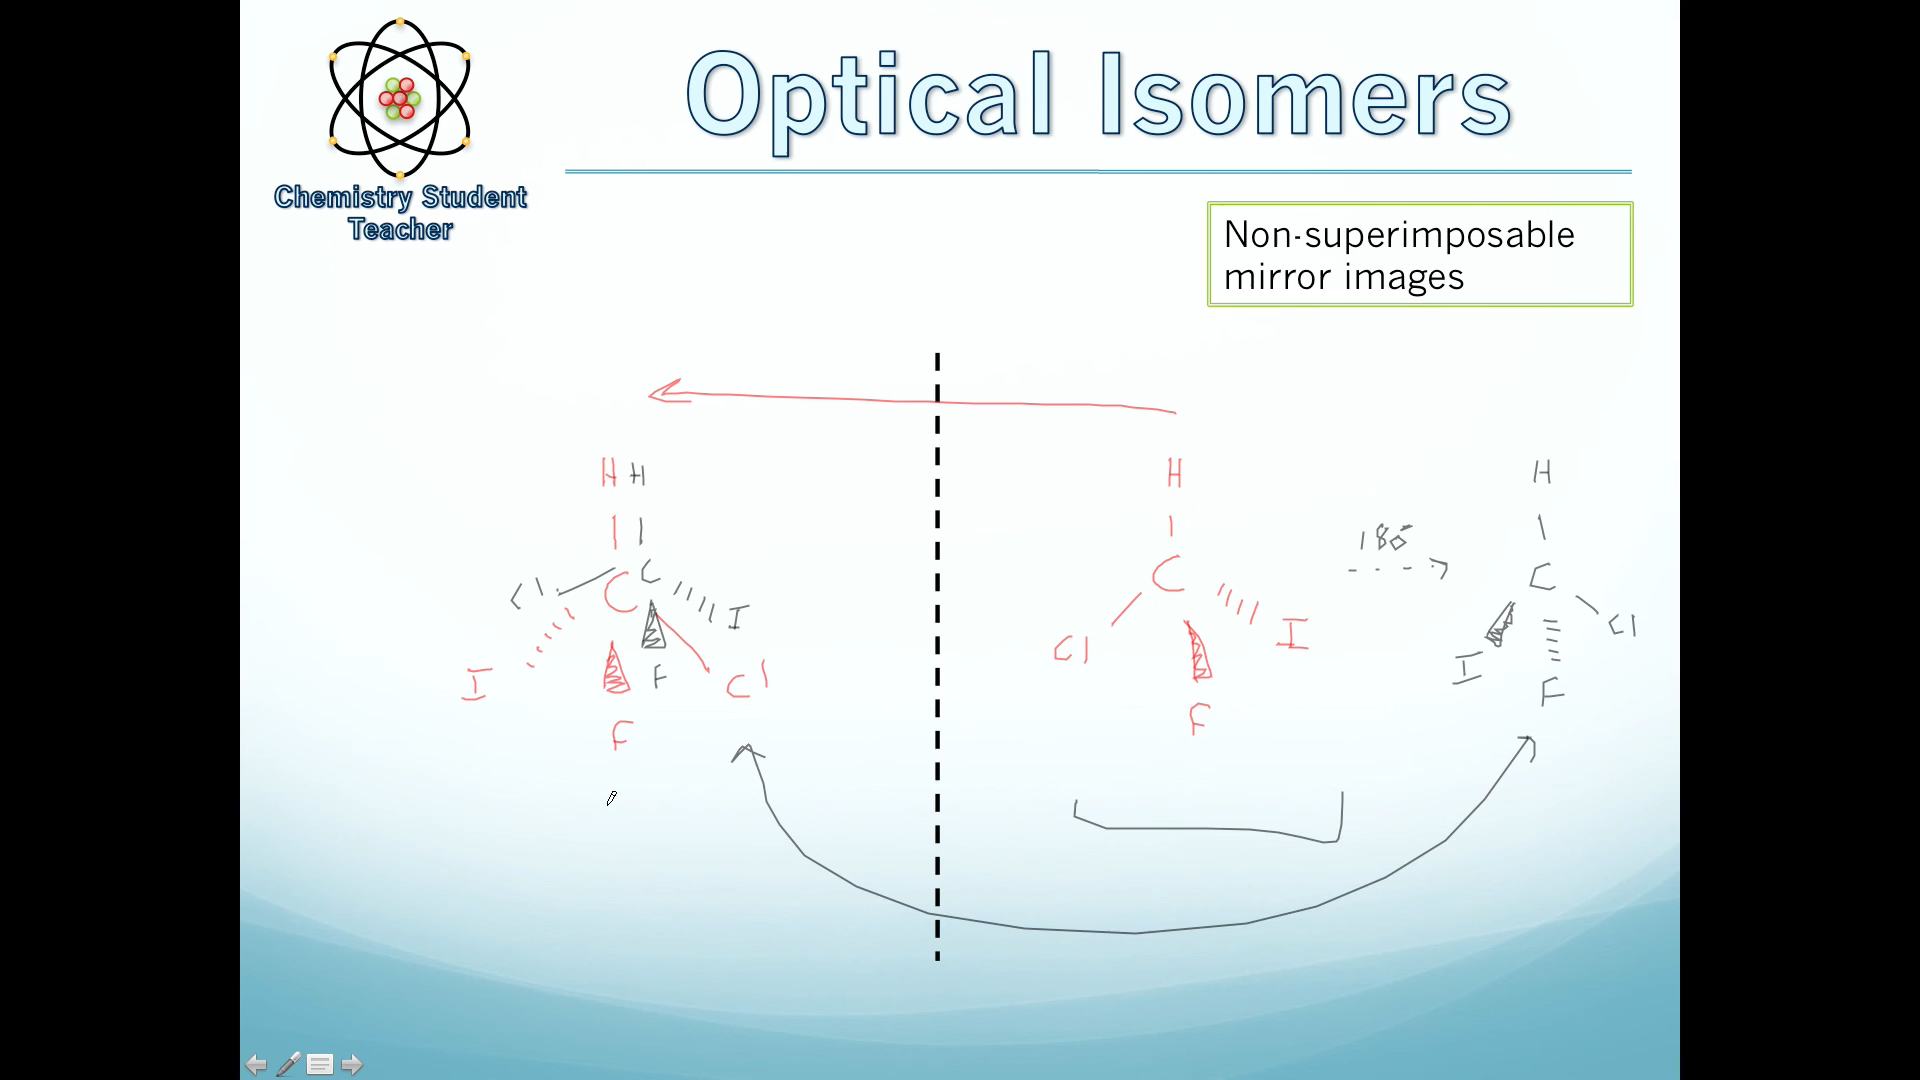 Optical Isomers
Chemistry Student
Teacher
Non-superimposable
mirror images
H H
H
H
180°
C C
C
C
Cl
I
Cl
I
Cl
I
F
Cl
I
F
F
F